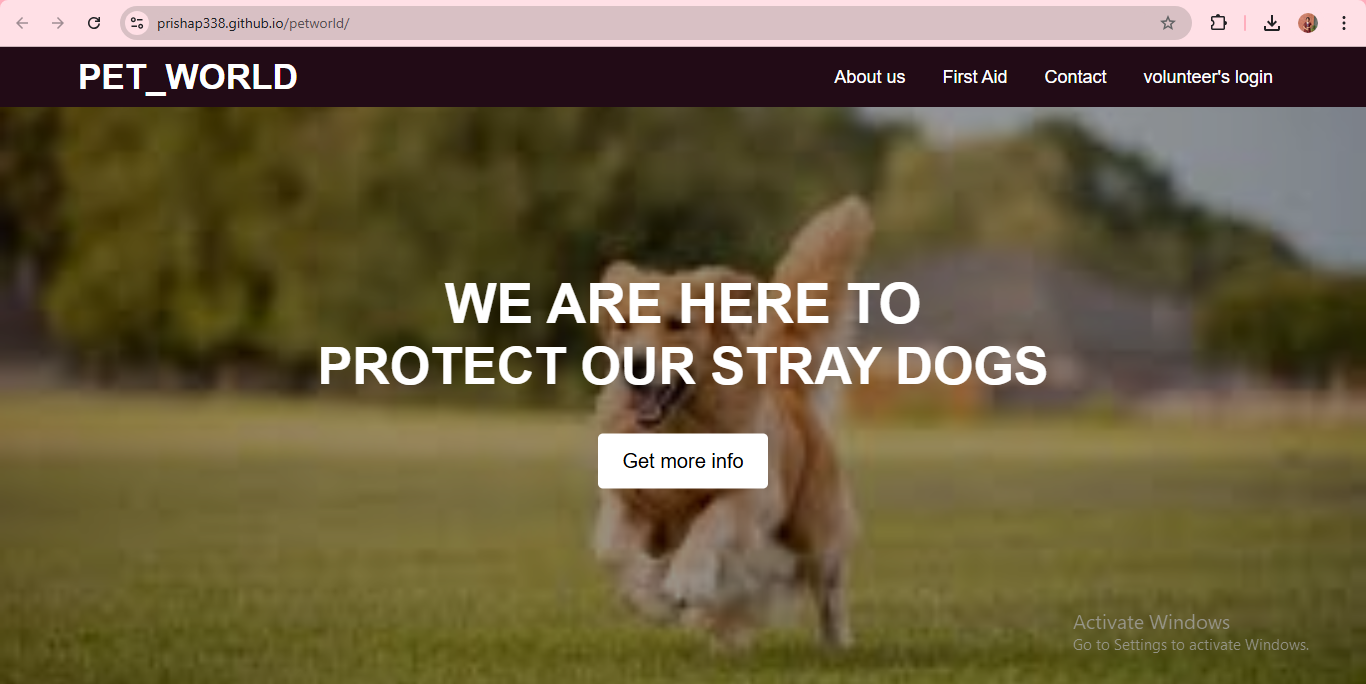 prishap338.github.io/petworld/
PET_WORLD
About us First Aid Contact volunteer's login
WE ARE HERE TO
PROTECT OUR STRAY DOGS
Get more info
Activate Windows
Go to Settings to activate Windows.